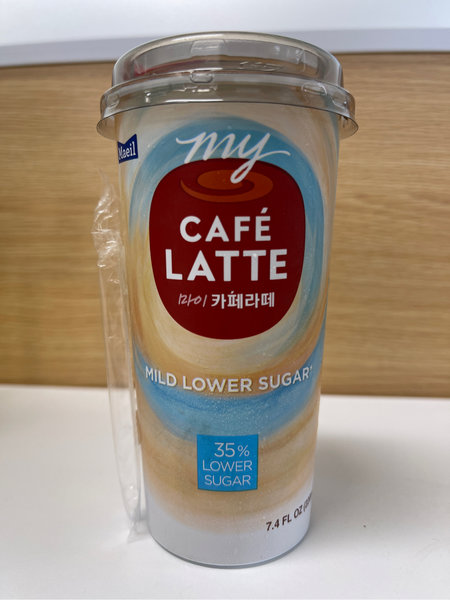 Maeil
my
CAFÉ
LATTE
마이 카페라떼
MILD LOWER SUGAR*
35%
LOWER
SUGAR
7.4 FL OZ